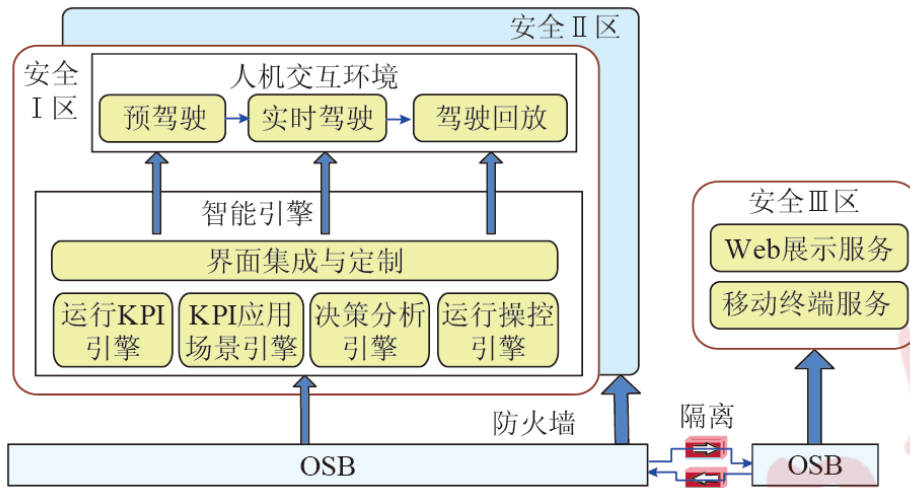 安全Ⅱ区
安全
Ⅰ区
人机交互环境
预驾驶
实时驾驶
驾驶回放
智能引擎
界面集成与定制
运行KPI
引擎
KPI应用
场景引擎
决策分析
引擎
运行操控
引擎
安全Ⅲ区
Web展示服务
移动终端服务
防火墙
隔离
OSB
OSB